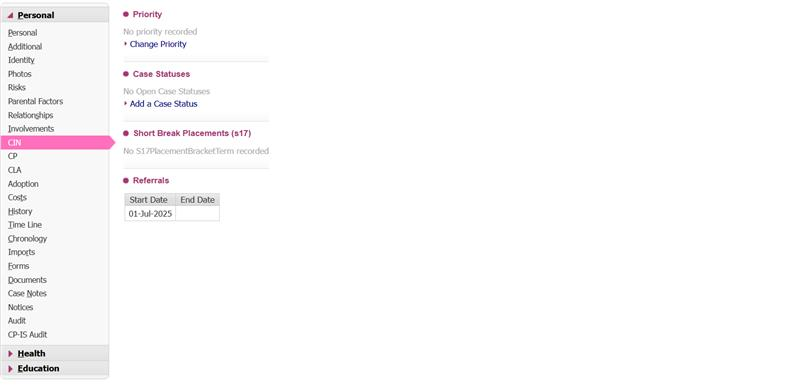 Personal
Personal
Additional
Identity
Photos
Risks
Parental Factors
Relationships
Involvements
CIN
CP
CLA
Adoption
Costs
History
Time Line
Chronology
Imports
Forms
Documents
Case Notes
Notices
Audit
CP-IS Audit
Health
Education
Priority
No priority recorded
Change Priority
Case Statuses
No Open Case Statuses
Add a Case Status
Short Break Placements (s17)
No S17PlacementBracketTerm recorded
Referrals
Start Date End Date
01-Jul-2025